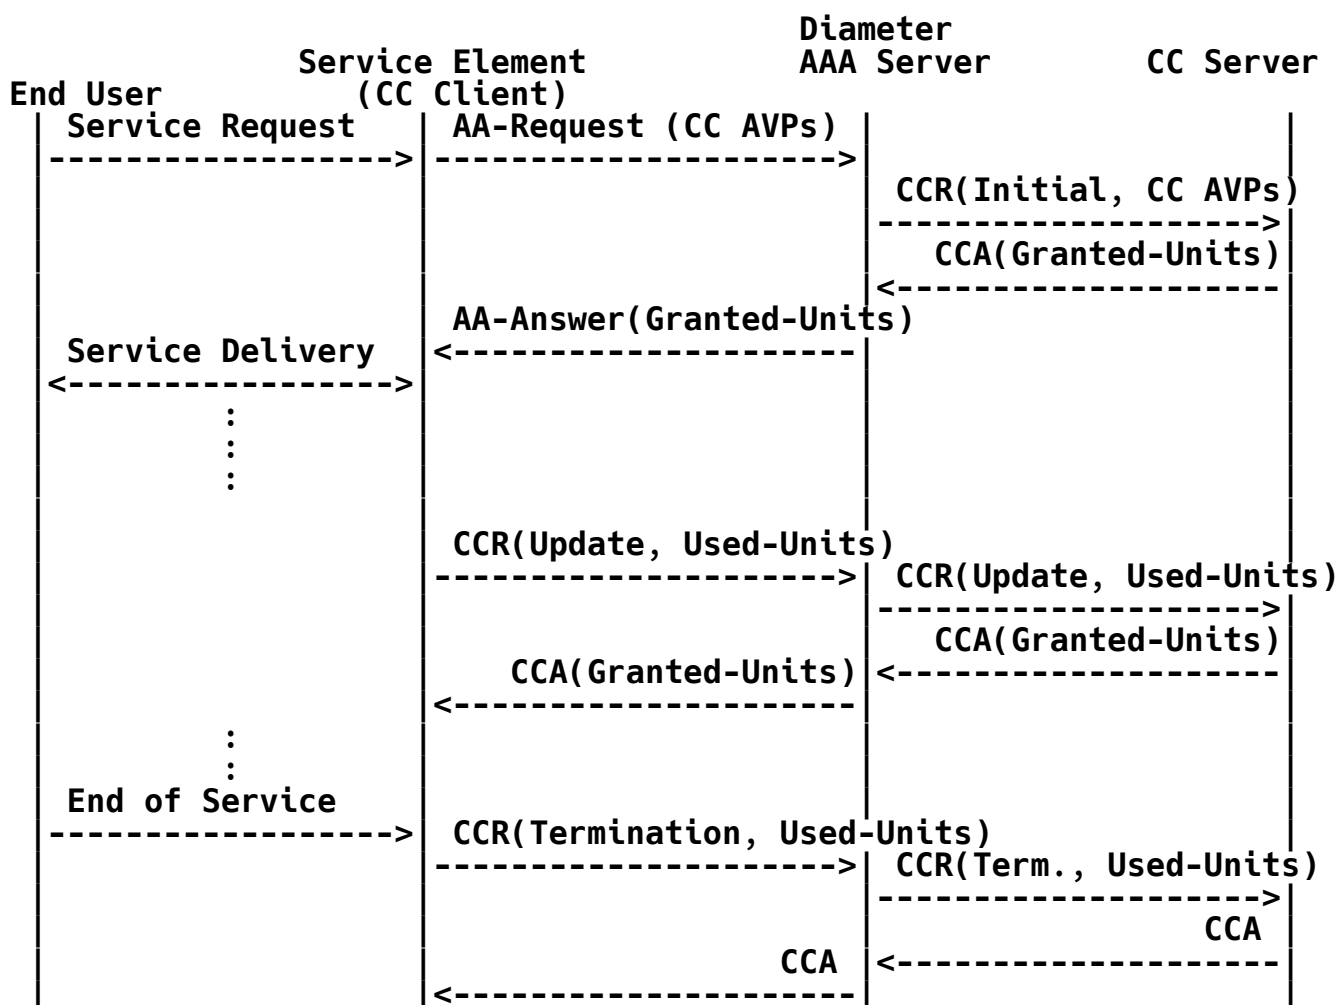 Diameter
               Service Element           AAA Server        CC Server
End User          (CC Client)
  |  Service Request  |  AA-Request (CC AVPs) |                     |
  |------------------>|---------------------->|                     |
  |                   |                       | CCR(Initial, CC AVPs)
  |                   |                       |-------------------->|
  |                   |                       |   CCA(Granted-Units)|
  |                   |                       |<--------------------|
  |                   | AA-Answer(Granted-Units)                    |
  |  Service Delivery |<----------------------|                     |
  |<----------------->|                       |                     |
  |         :         |                       |                     |
  |         :         |                       |                     |
  |         :         |                       |                     |
  |                   |                       |                     |
  |                   | CCR(Update, Used-Units)                     |
  |                   |---------------------->| CCR(Update, Used-Units)
  |                   |                       |-------------------->|
  |                   |                       |   CCA(Granted-Units)|
  |                   |    CCA(Granted-Units) |<--------------------|
  |                   |<----------------------|                     |
  |         :         |                       |                     |
  |         :         |                       |                     |
  |  End of Service   |                       |                     |
  |------------------>| CCR(Termination, Used-Units)                |
  |                   |---------------------->| CCR(Term., Used-Units)
  |                   |                       |-------------------->|
  |                   |                       |                 CCA |
  |                   |                  CCA  |<--------------------|
  |                   |<----------------------|                     |